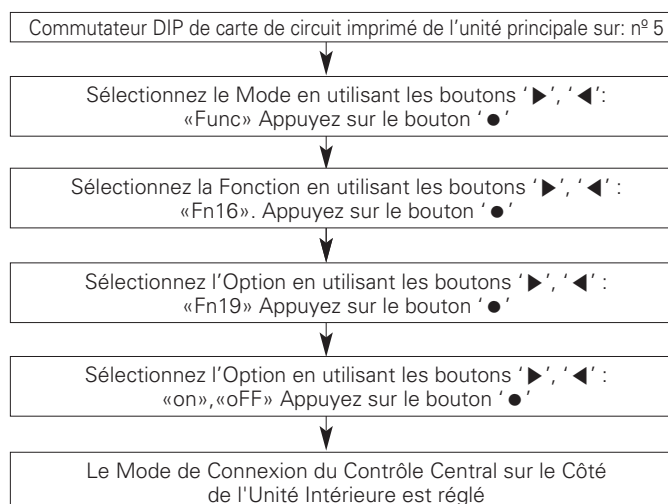 Commutateur DIP de carte de circuit imprimé de l’unité principale sur: nº 5
Sélectionnez le Mode en utilisant les boutons ‘▶’, ‘◀’:
«Func» Appuyez sur le bouton ‘●’
Sélectionnez la Fonction en utilisant les boutons ‘▶’, ‘◀’ :
«Fn16». Appuyez sur le bouton ‘●’
Sélectionnez l’Option en utilisant les boutons ‘▶’, ‘◀’ :
«Fn19» Appuyez sur le bouton ‘●’
Sélectionnez l’Option en utilisant les boutons ‘▶’, ‘◀’ :
«on»,«oFF» Appuyez sur le bouton ‘●’
Le Mode de Connexion du Contrôle Central sur le Côté
de l'Unité Intérieure est réglé